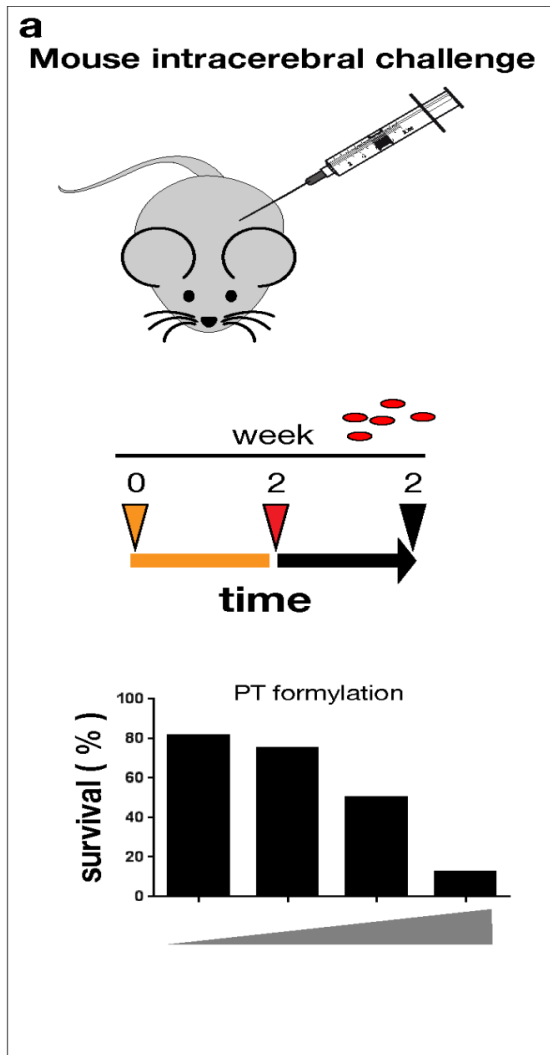 a
Mouse intracerebral challenge
week
0 2 2
time
PT formylation
survival ( % )
100
80
60
40
20
0